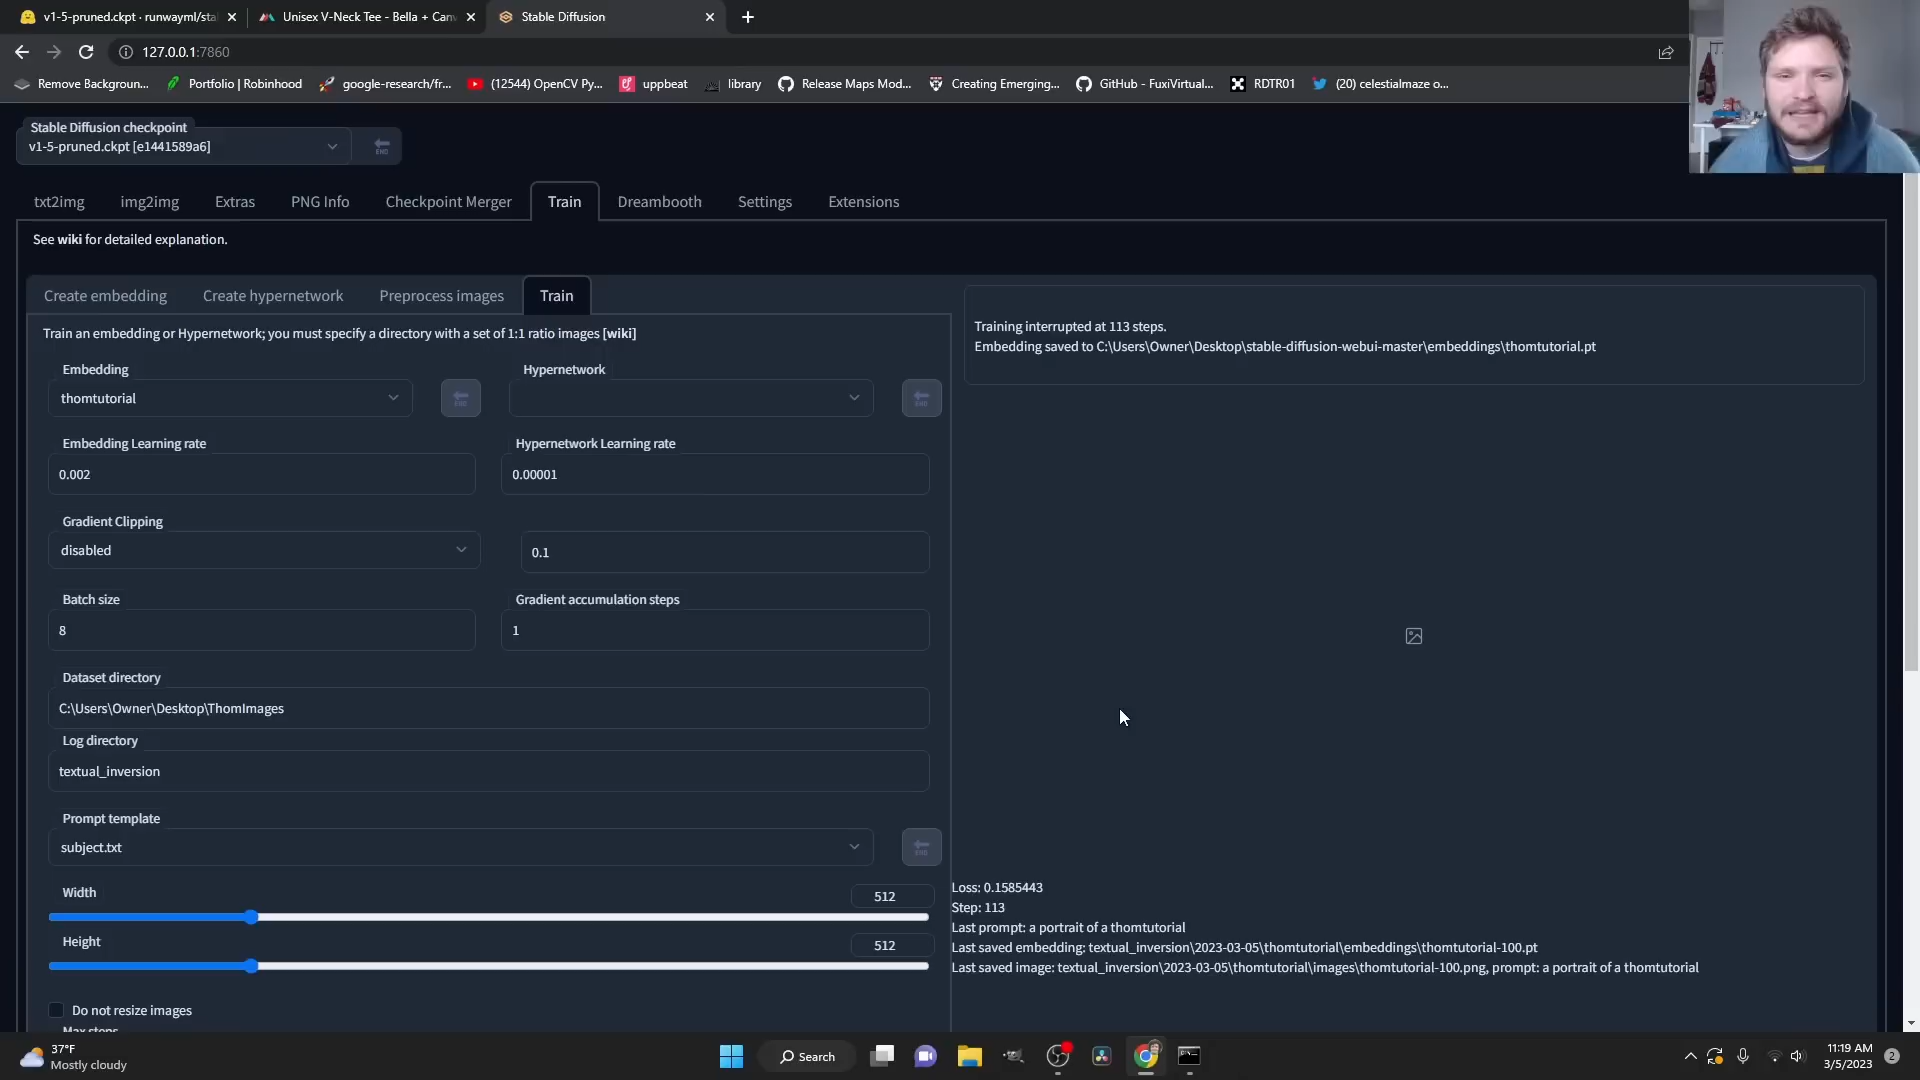 v1-5-pruned.ckpt · runwayml/sta
Unisex V-Neck Tee - Bella + Canv
Stable Diffusion
127.0.0.1:7860
Remove Backgroun...
Portfolio | Robinhood
google-research/fr...
(12544) OpenCV Py...
uppbeat
library
Release Maps Mod...
Creating Emerging...
GitHub - FuxiVirtual...
RDTR01
(20) celestialmaze o...
Stable Diffusion checkpoint
v1-5-pruned.ckpt [e1441589a6]
END
txt2img
img2img
Extras
PNG Info
Checkpoint Merger
Train
Dreambooth
Settings
Extensions
See wiki for detailed explanation.
Create embedding
Create hypernetwork
Preprocess images
Train
Train an embedding or Hypernetwork; you must specify a directory with a set of 1:1 ratio images [wiki]
Embedding
thomtutorial
END
Hypernetwork
END
Embedding Learning rate
0.002
Hypernetwork Learning rate
0.00001
Gradient Clipping
disabled
0.1
Batch size
8
Gradient accumulation steps
1
Dataset directory
C:\Users\Owner\Desktop\ThomImages
Log directory
textual_inversion
Prompt template
subject.txt
END
Width
512
Height
512
Do not resize images
Max steps
Training interrupted at 113 steps.
Embedding saved to C:\Users\Owner\Desktop\stable-diffusion-webui-master\embeddings\thomtutorial.pt
Loss: 0.1585443
Step: 113
Last prompt: a portrait of a thomtutorial
Last saved embedding: textual_inversion\2023-03-05\thomtutorial\embeddings\thomtutorial-100.pt
Last saved image: textual_inversion\2023-03-05\thomtutorial\images\thomtutorial-100.png, prompt: a portrait of a thomtutorial
37°F
Mostly cloudy
Search
11:19 AM
3/5/2023
2